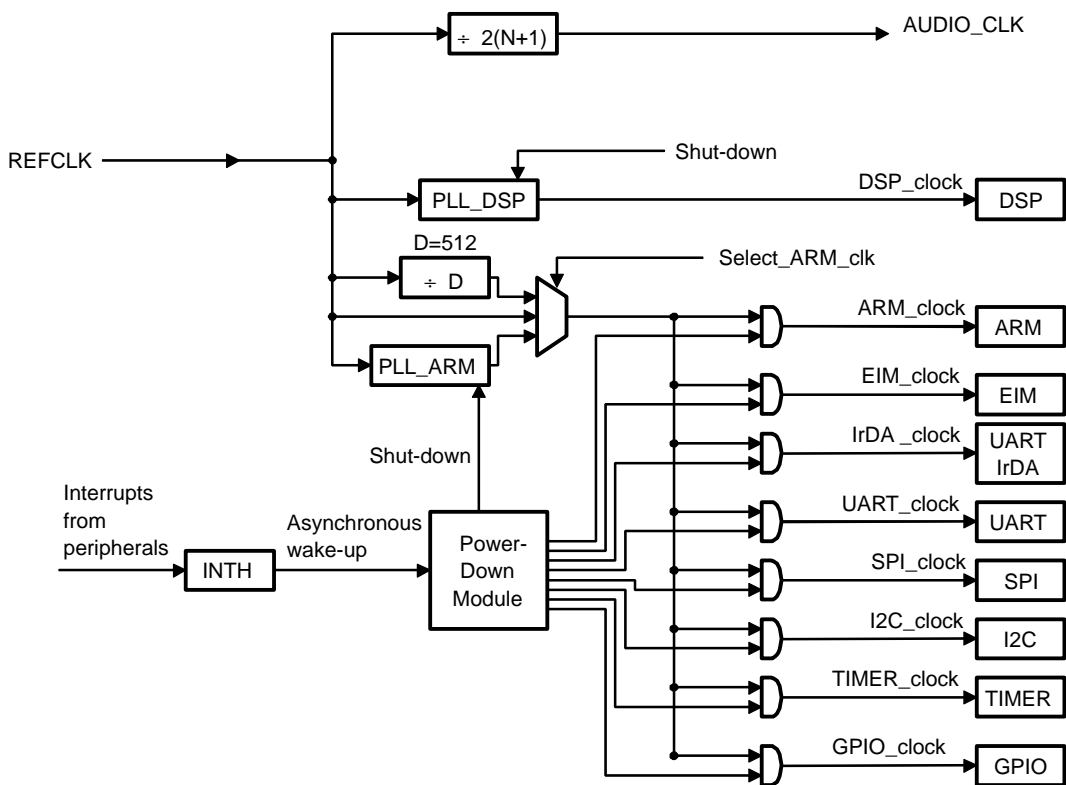 ÷ 2(N+1)
AUDIO_CLK
REFCLK
Shut-down
PLL_DSP
DSP_clock
DSP
D=512
÷ D
Select_ARM_clk
PLL_ARM
ARM_clock
ARM
EIM_clock
EIM
Shut-down
IrDA _clock
UART
IrDA
Interrupts
from
peripherals
INTH
Asynchronous
wake-up
Power-
Down
Module
UART_clock
UART
SPI_clock
SPI
I2C_clock
I2C
TIMER_clock
TIMER
GPIO_clock
GPIO